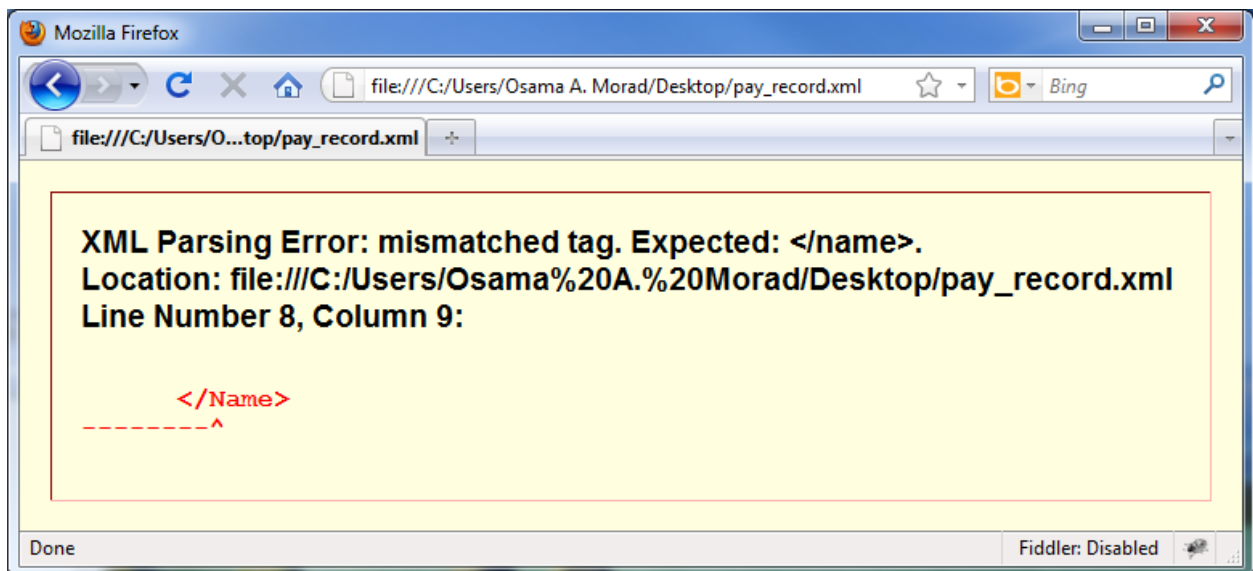 Mozilla Firefox
file:///C:/Users/Osama A. Morad/Desktop/pay_record.xml
Bing
file:///C:/Users/O...top/pay_record.xml
XML Parsing Error: mismatched tag. Expected: </name>.
Location: file:///C:/Users/Osama%20A.%20Morad/Desktop/pay_record.xml
Line Number 8, Column 9:
</Name>
--------^
Done
Fiddler: Disabled